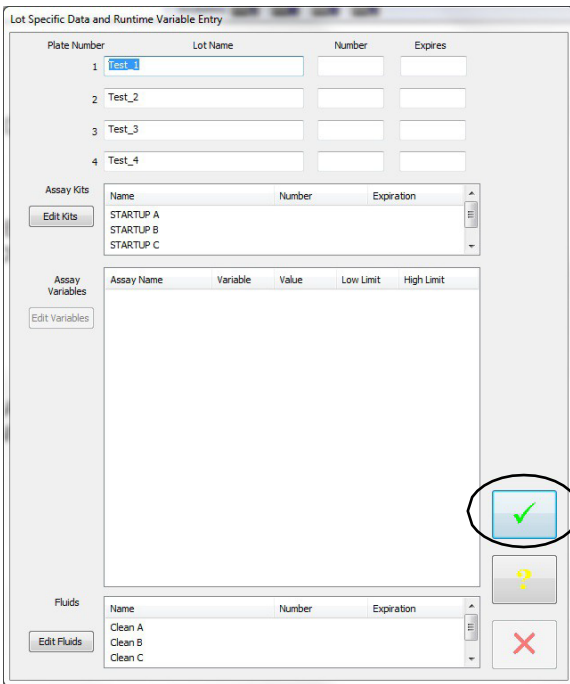 Lot Specific Data and Runtime Variable Entry
Plate Number Lot Name Number Expires
1 Test_1
2 Test_2
3 Test_3
4 Test_4
Assay Kits
Edit Kits
Name Number Expiration
STARTUP A
STARTUP B
STARTUP C
Assay Variables
Edit Variables
Assay Name Variable Value Low Limit High Limit
?
Fluids
Edit Fluids
Name Number Expiration
Clean A
Clean B
Clean C